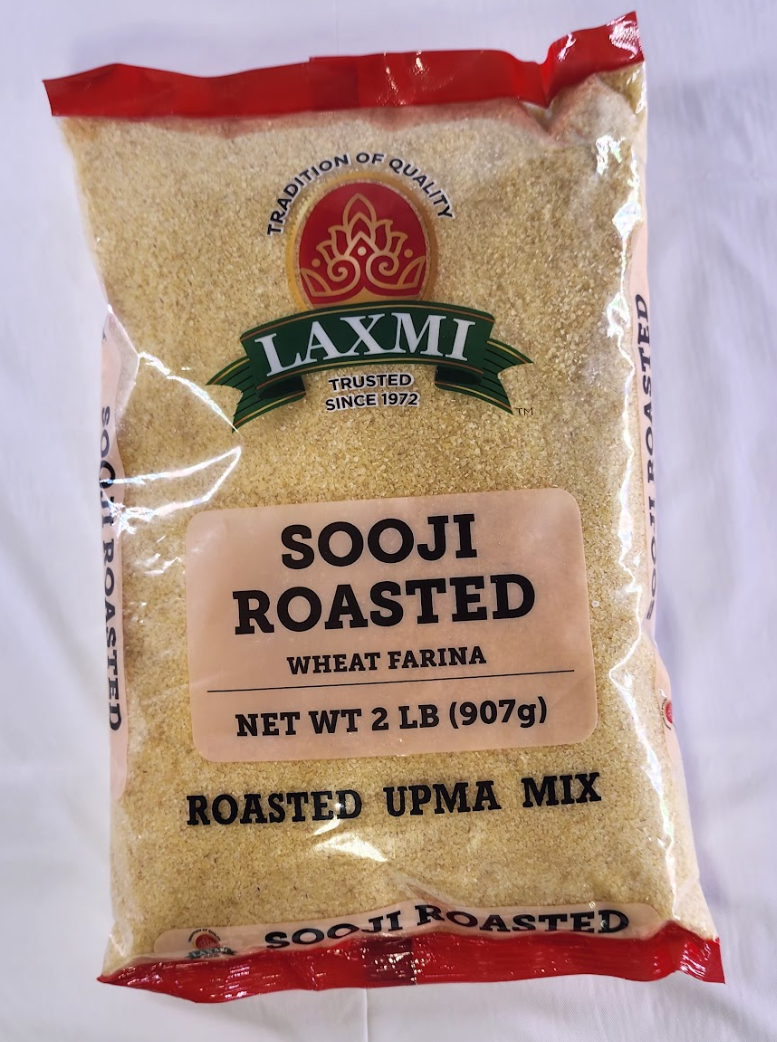 TRADITION OF QUALITY
LAXMI
TRUSTED
SINCE 1972
TM
SOOJI
ROASTED
WHEAT FARINA
NET WT 2 LB (907g)
ROASTED UPMA MIX
SOOJI ROASTED
SOOJI ROASTED
SOOJI ROASTED